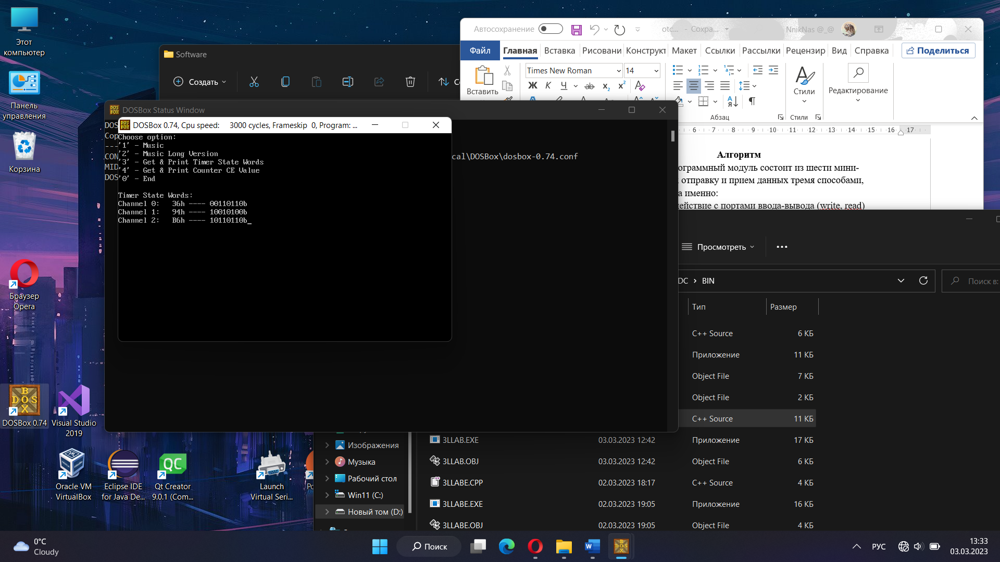 Этот
компьютер
Панель
управления
Корзина
Браузер
Opera
DOSBox 0.74
Visual Studio
2019
Oracle VM
VirtualBox
Eclipse IDE
for Java De...
Qt Creator
9.0.1 (Com...
Launch
Virtual Seri...
Software
Создать
Автосохранение
otc... - Сохра...
NnikNas @_@
Файл Главная Вставка Рисовани Конструкт Макет Ссылки Рассылки Рецензир Вид Справка
Поделиться
Вставить
Times New Roman 14
Ж К Ч ab x₂ x²
Абзац
Стили
Стили
Редактирование
6 7 8 9 10 11 12 13 14 15 16 17
Алгоритм
ограммный модуль состоит из шести мини-
отправку и прием данных тремя способами,
а именно:
ействие с портами ввода-вывода (write, read)
DOSBox Status Window
DOS
Cop
---
CON
MID
DOS
cal\DOSBox\dosbox-0.74.conf
DOSBox 0.74, Cpu speed: 3000 cycles, Frameskip 0, Program: ...
Choose option:
'1' - Music
'2' - Music Long Version
'3' - Get & Print Timer State Words
'4' - Get & Print Counter CE Value
'0' - End
Timer State Words:
Channel 0: 36h ---- 00110110b
Channel 1: 94h ---- 10010100b
Channel 2: B6h ---- 10110110b_
Просмотреть
DC › BIN
Поиск в:
Тип Размер
C++ Source 6 КБ
Приложение 11 КБ
Object File 7 КБ
Object File 2 КБ
C++ Source 11 КБ
3LLAB.EXE 03.03.2023 12:42 Приложение 17 КБ
3LLAB.OBJ 03.03.2023 12:42 Object File 6 КБ
3LLABE.CPP 02.03.2023 18:17 C++ Source 4 КБ
3LLABE.EXE 02.03.2023 19:05 Приложение 16 КБ
3LLABE.OBJ 02.03.2023 19:05 Object File 4 КБ
Изображения
Музыка
Рабочий стол
Win11 (C:)
Новый том (D:)
0°C
Cloudy
Поиск
РУС
13:33
03.03.2023